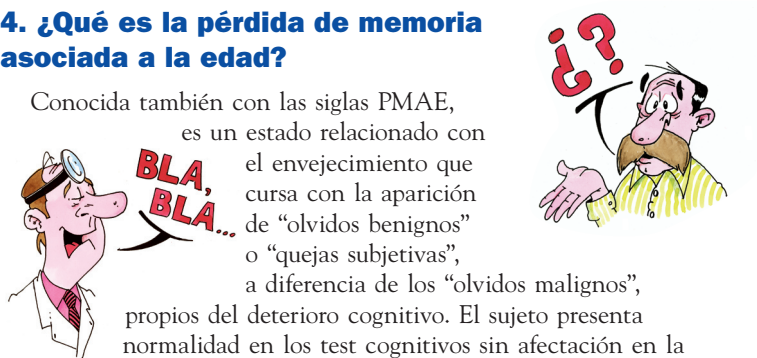 4. ¿Qué es la pérdida de memoria
asociada a la edad?
¿?
Conocida también con las siglas PMAE,
es un estado relacionado con
el envejecimiento que
cursa con la aparición
de “olvidos benignos”
o “quejas subjetivas”,
a diferencia de los “olvidos malignos”,
propios del deterioro cognitivo. El sujeto presenta
normalidad en los test cognitivos sin afectación en la
BLA,
BLA...